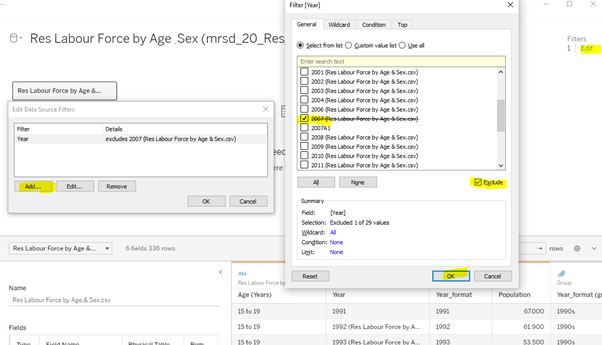 Res Labour Force by Age_Sex (mrsd_20_Res_
Filters
1 Edit
Res Labour Force by Age &...
Edit Data Source Filters
Filter Details
Year excludes 2007 (Res Labour Force by Age & Sex.csv)
Add... Edit... Remove
OK Cancel
Filter [Year]
General Wildcard Condition Top
Select from list Custom value list Use all
Enter search text
2001 (Res Labour Force by Age & Sex.csv)
2002 (Res Labour Force by Age & Sex.csv)
2003 (Res Labour Force by Age & Sex.csv)
2004 (Res Labour Force by Age & Sex.csv)
2006 (Res Labour Force by Age & Sex.csv)
2007 (Res Labour Force by Age & Sex.csv)
2007A1
2008 (Res Labour Force by Age & Sex.csv)
2009 (Res Labour Force by Age & Sex.csv)
2010 (Res Labour Force by Age & Sex.csv)
2011 (Res Labour Force by Age & Sex.csv)
All None Exclude
Summary
Field: [Year]
Selection: Excluded 1 of 29 values
Wildcard: All
Condition: None
Limit: None
Reset OK Cancel
Res Labour Force by Age &... 6 fields 336 rows
rows
Name
Res Labour Force by Age & Sex.csv
Fields
Type Field Name Physical Table Rem
Abc
Res Labour Force by Age &
Group
Age (Years) Year Year_format Population Year_format (g
15 to 19 1991 1991 67.000 1990s
15 to 19 1992 (Res Labour Force by A... 1992 61.900 1990s
15 to 19 1993 (Res Labour Force by A... 1993 53.500 1990s